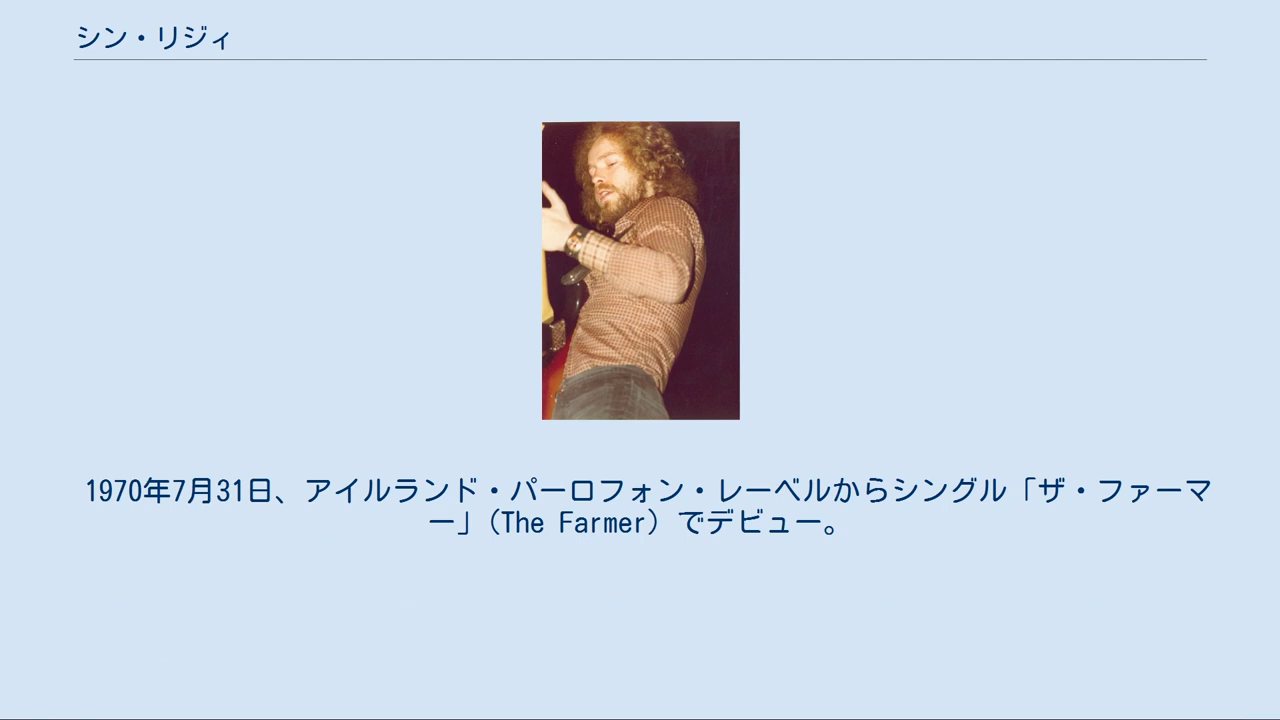 シン・リジィ
1970年7月31日、アイルランド・パーロフォン・レーベルからシングル「ザ・ファーマ
ー」（The Farmer）でデビュー。